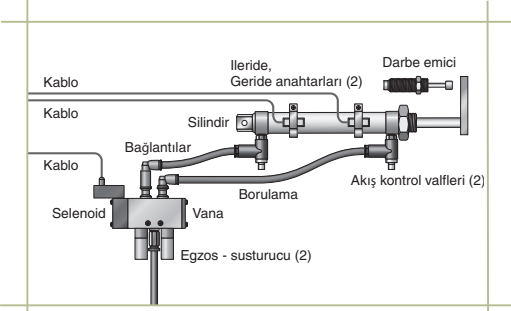 Darbe emici
Ileride,
Geride anahtarları (2)
Kablo
Kablo
Silindir
Bağlantılar
Kablo
Akış kontrol valfleri (2)
Borulama
Selenoid
Vana
Egzos - susturucu (2)